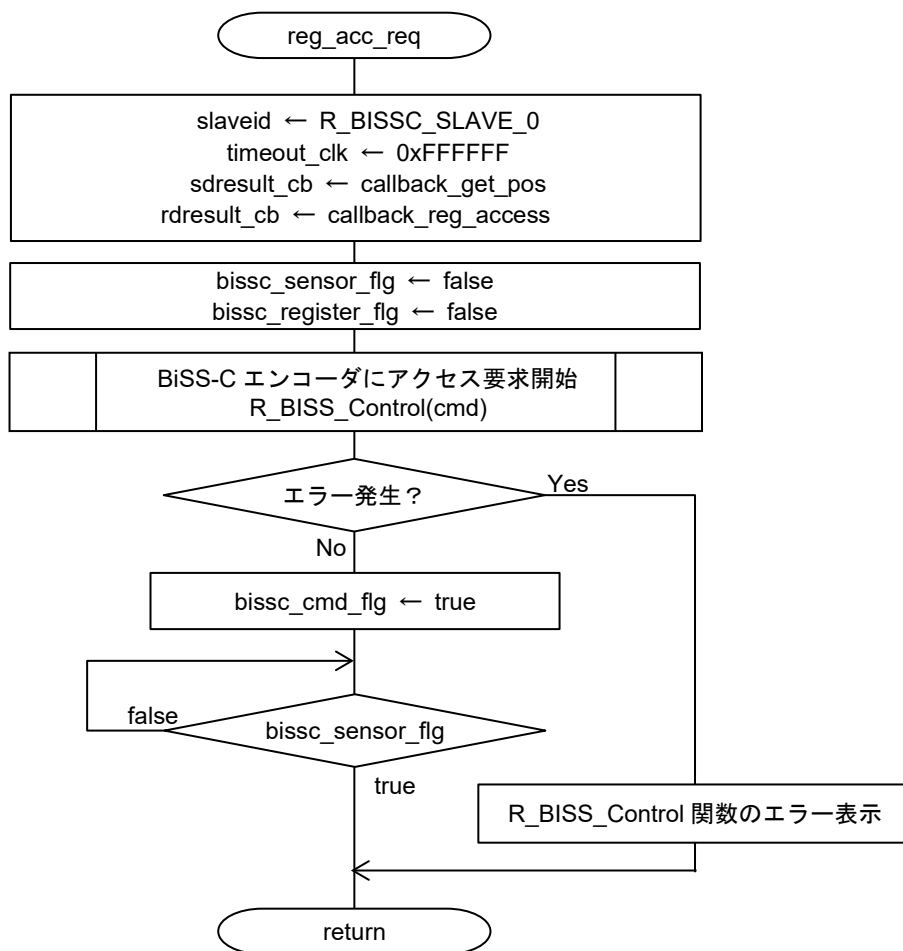 reg_acc_req
slaveid ← R_BISSC_SLAVE_0
timeout_clk ← 0xFFFFFF
sdresult_cb ← callback_get_pos
rdresult_cb ← callback_reg_access
bissc_sensor_flg ← false
bissc_register_flg ← false
BiSS-C エンコーダにアクセス要求開始
R_BISS_Control(cmd)
エラー発生？
Yes
No
bissc_cmd_flg ← true
false
bissc_sensor_flg
true
R_BISS_Control 関数のエラー表示
return